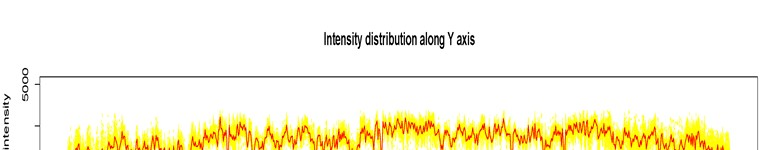 Intensity distribution along Y axis
5000
intensity